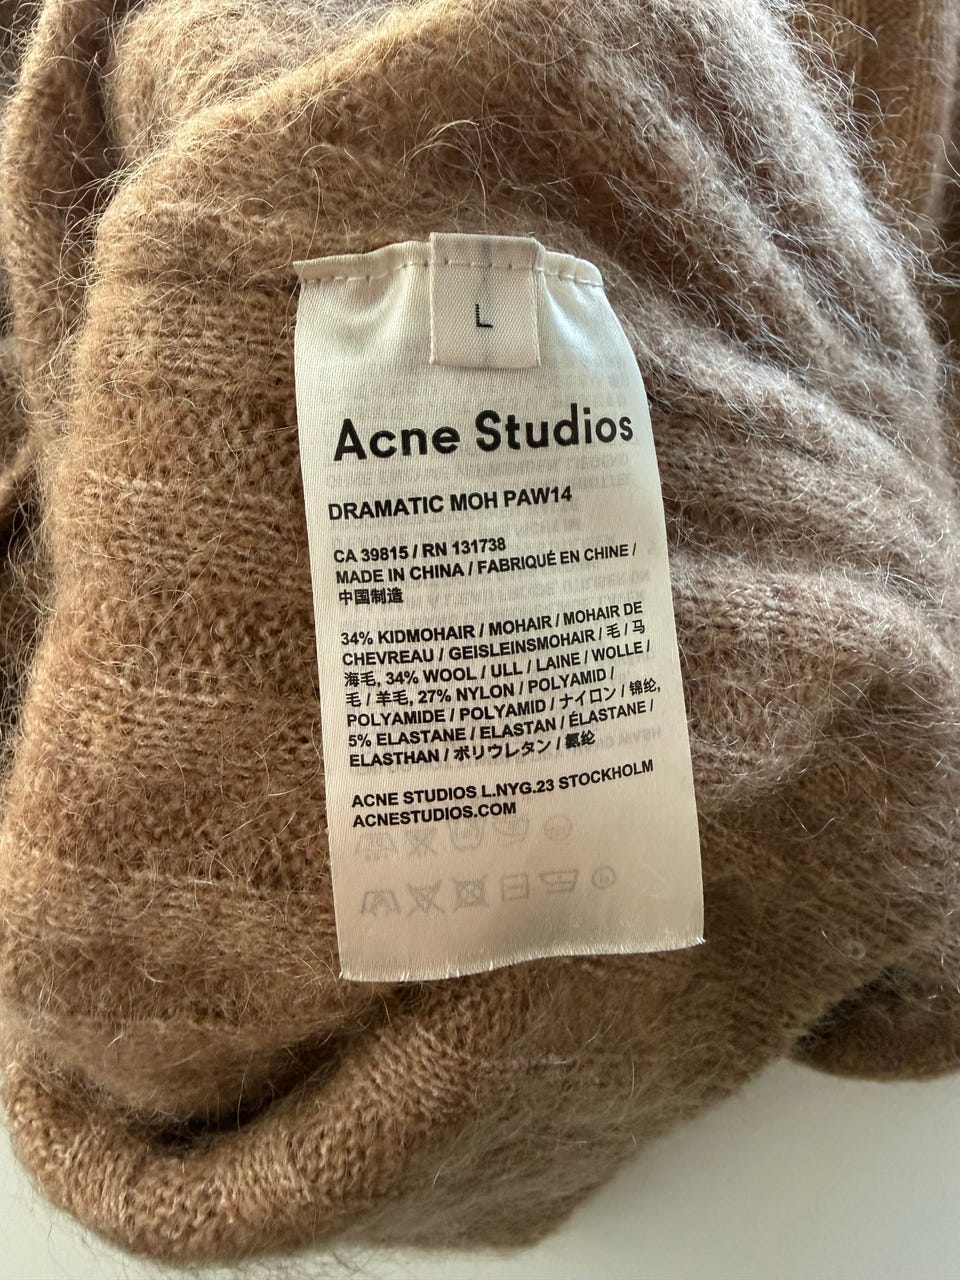 L
Acne Studios
DRAMATIC MOH PAW14
CA 39815 / RN 131738
MADE IN CHINA / FABRIQUÉ EN CHINE /
中国制造
34% KIDMOHAIR / MOHAIR / MOHAIR DE
CHEVREAU / GEISLEINSMOHAIR /毛 / 马
海毛, 34% WOOL / ULL / LAINE / WOLLE /
毛 / 羊毛, 27% NYLON / POLYAMID /
POLYAMIDE / POLYAMID / ナイロン / 锦纶,
5% ELASTANE / ELASTAN / ÉLASTANE /
ELASTHAN / ポリウレタン / 氨纶
ACNE STUDIOS L.NYG.23 STOCKHOLM
ACNESTUDIOS.COM